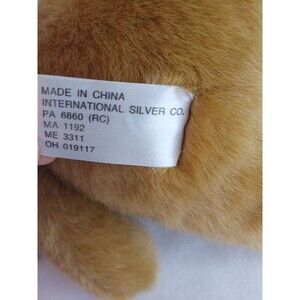 MADE IN CHINA
INTERNATIONAL SILVER CO.
PA 6860 (RC)
MA 1192
ME 3311
OH 019117